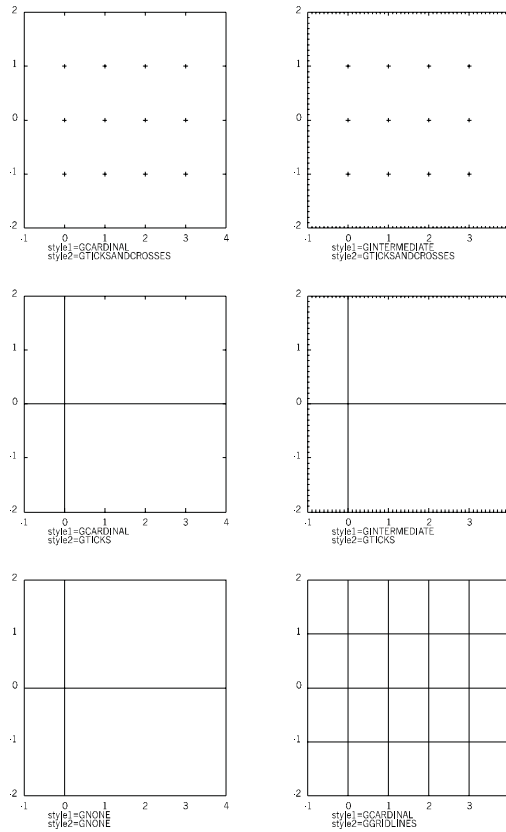 2 2
1 1
0 0
-1 -1
-2 -2
-1 0 1 2 3 4 -1 0 1 2 3
style1=GCARDINAL style1=GINTERMEDIATE
style2=GTICKSANDCROSSES style2=GTICKSANDCROSSES
2 2
1 1
0 0
-1 -1
-2 -2
-1 0 1 2 3 4 -1 0 1 2 3
style1=GCARDINAL style1=GINTERMEDIATE
style2=GTICKS style2=GTICKS
2 2
1 1
0 0
-1 -1
-2 -2
-1 0 1 2 3 4 -1 0 1 2 3
style1=GNONE style1=GCARDINAL
style2=GNONE style2=GGRIDLINES